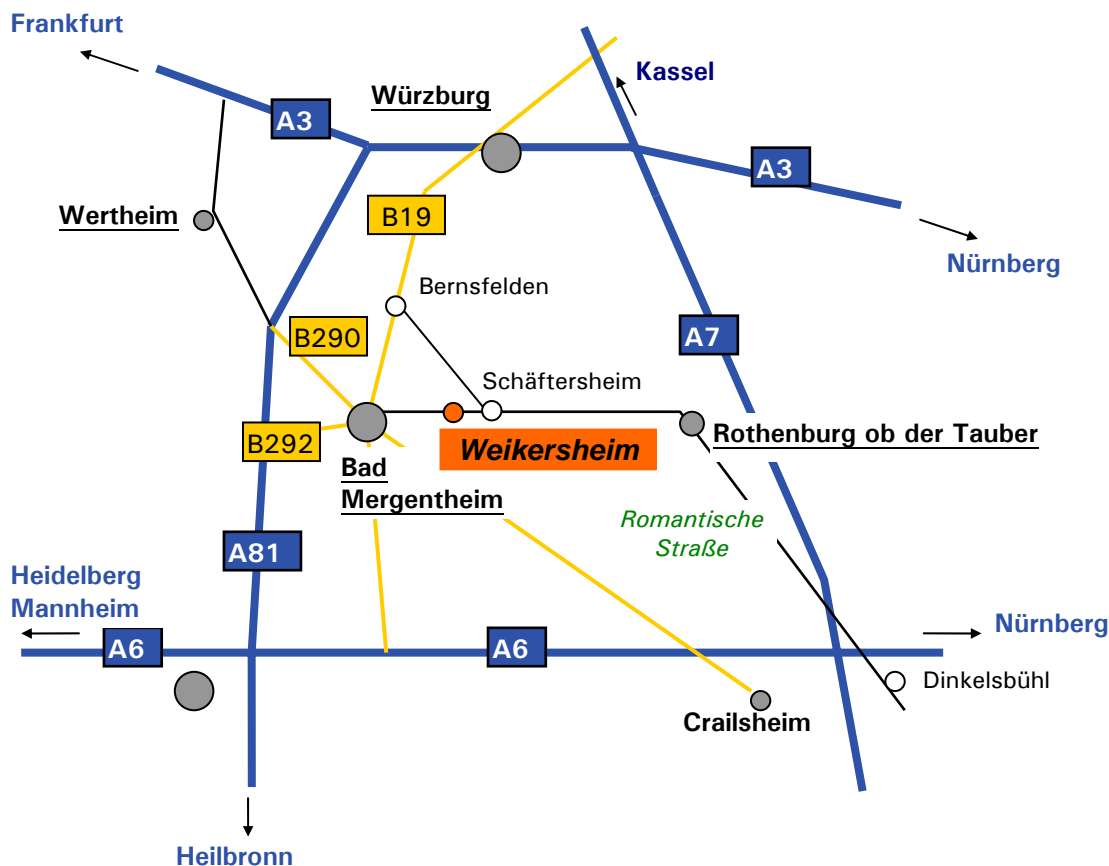 Frankfurt
Kassel
Würzburg
A3
A3
Wertheim
B19
Nürnberg
Bernsfelden
B290
A7
Schäftersheim
B292
Weikersheim
Rothenburg ob der Tauber
Bad
Mergentheim
Romantische
Straße
A81
Heidelberg
Mannheim
Nürnberg
A6
A6
Dinkelsbühl
Crailsheim
Heilbronn